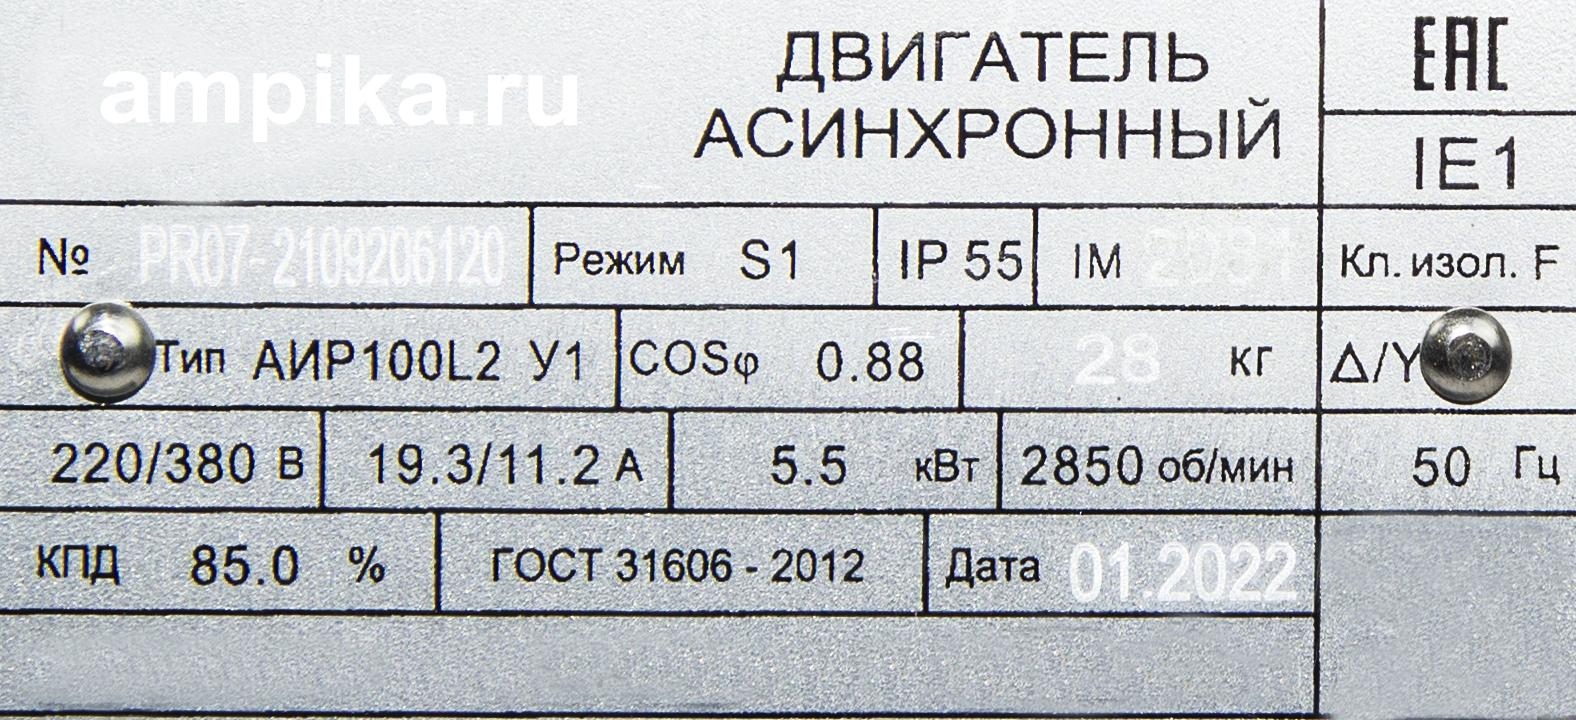 ampika.ru
ДВИГАТЕЛЬ
АСИНХРОННЫЙ
ЕАС
IE1
№ PR07-2109206120 Режим S1 IP 55 IM Кл. изол. F
Тип АИР100L2 У1 COSφ 0.88 28 кг Δ/Y
220/380 В 19.3/11.2 А 5.5 кВт 2850 об/мин 50 Гц
КПД 85.0 % ГОСТ 31606 - 2012 Дата 01.2022